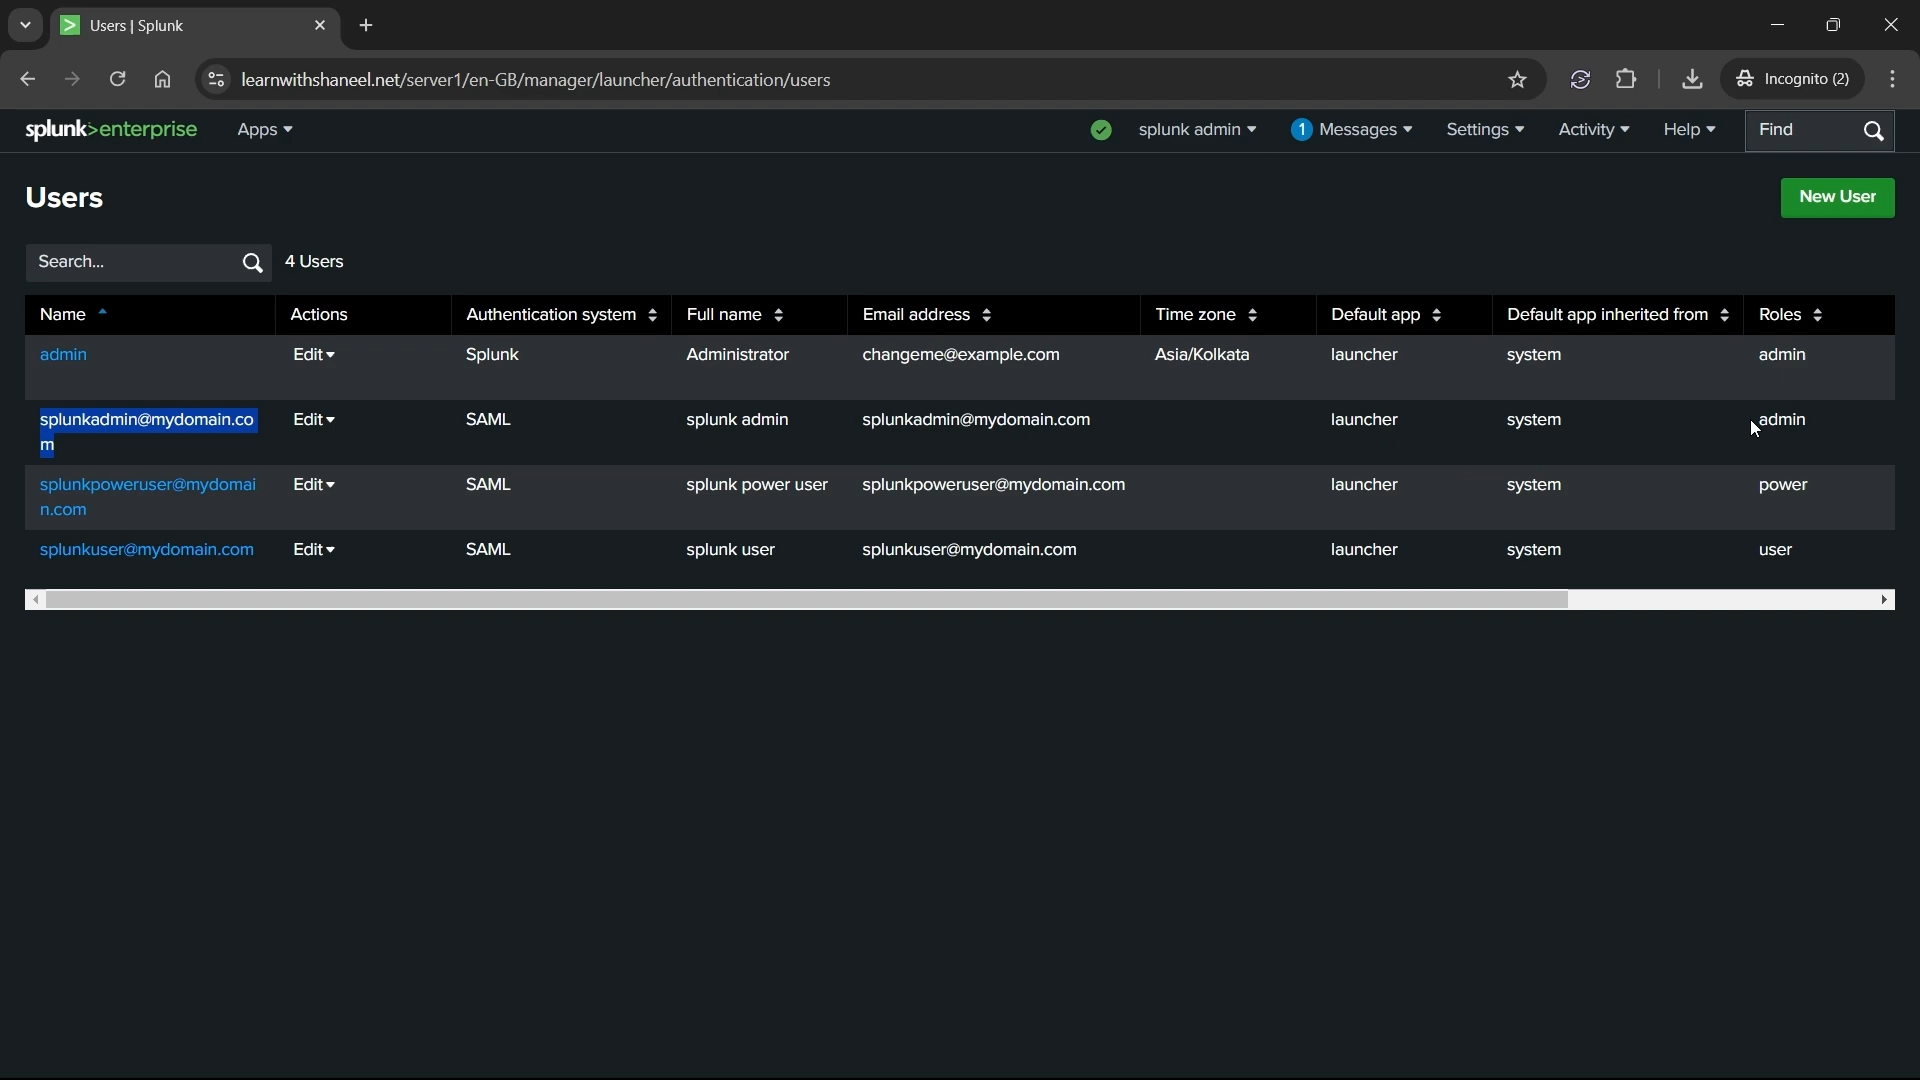 Users | Splunk
learnwithshaneel.net/server1/en-GB/manager/launcher/authentication/users
Incognito (2)
splunk>enterprise Apps splunk admin 1 Messages Settings Activity Help Find
Users
New User
Search... 4 Users
Name Actions Authentication system Full name Email address Time zone Default app Default app inherited from Roles
admin Edit Splunk Administrator changeme@example.com Asia/Kolkata launcher system admin
splunkadmin@mydomain.co Edit SAML splunk admin splunkadmin@mydomain.com launcher system admin
m
splunkpoweruser@mydomai Edit SAML splunk power user splunkpoweruser@mydomain.com launcher system power
n.com
splunkuser@mydomain.com Edit SAML splunk user splunkuser@mydomain.com launcher system user